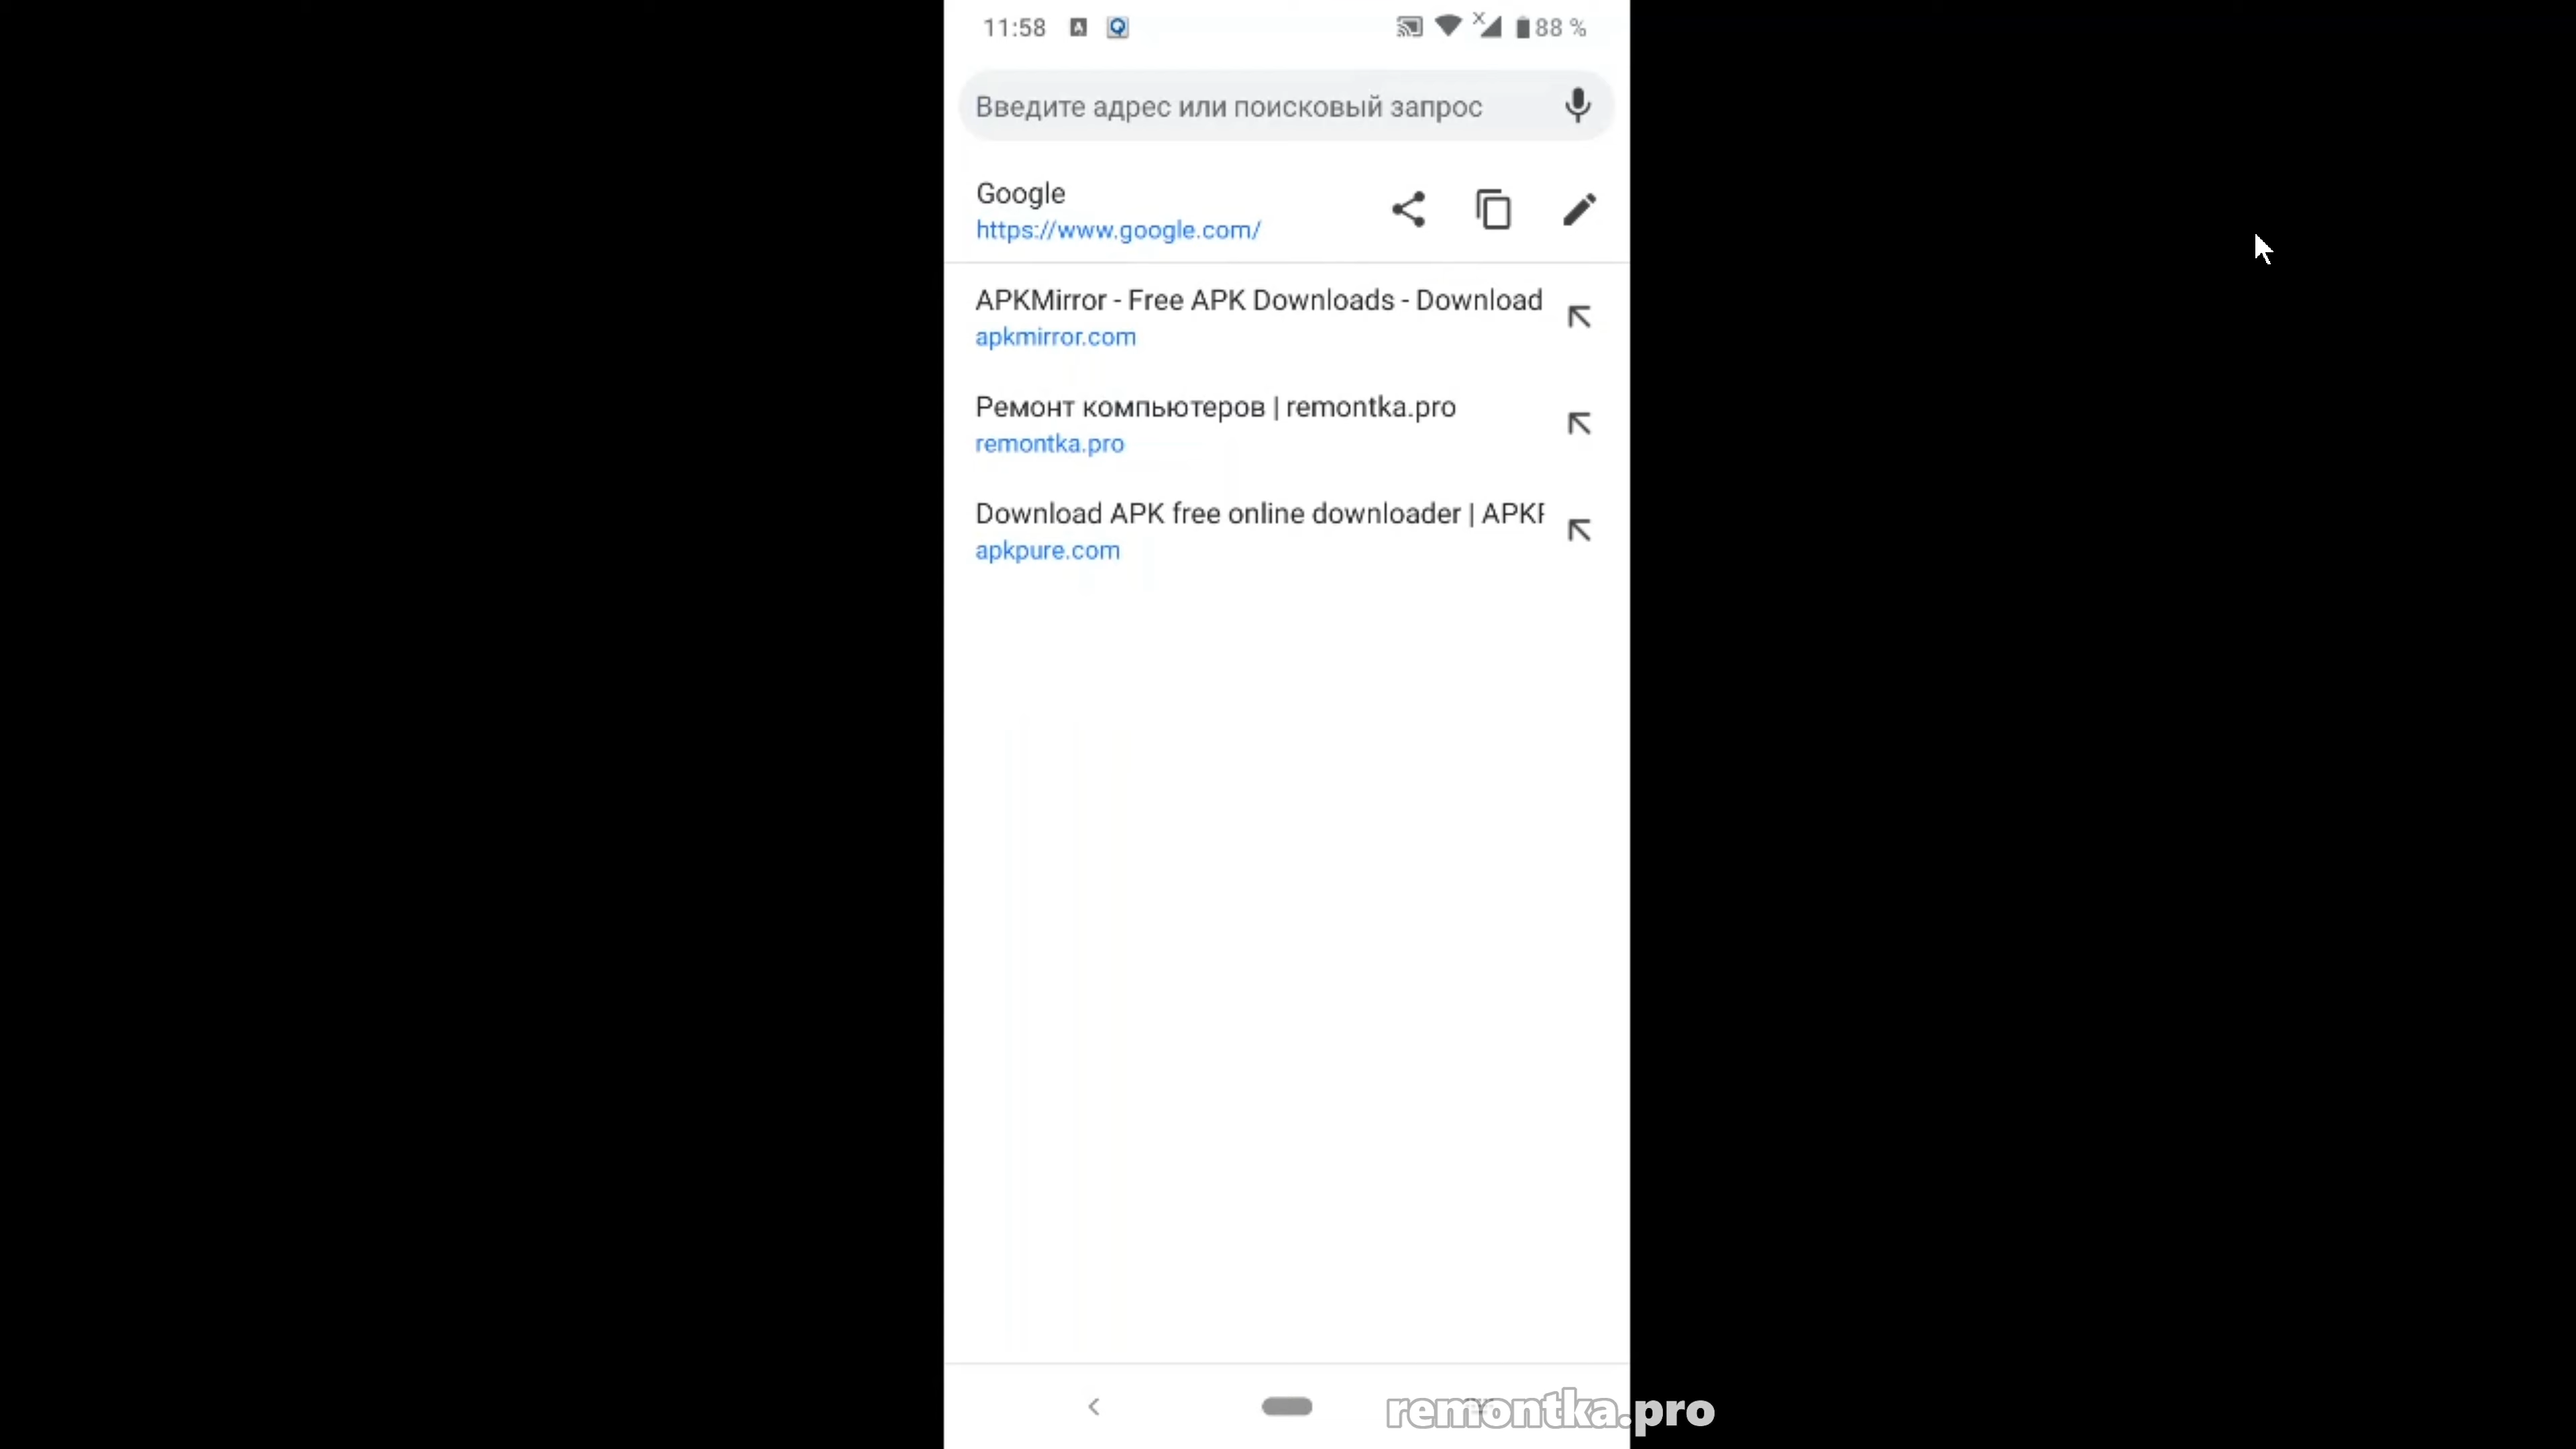 11:58
88 %
Введите адрес или поисковый запрос
Google
https://www.google.com/
APKMirror - Free APK Downloads - Download
apkmirror.com
Ремонт компьютеров | remontka.pro
remontka.pro
Download APK free online downloader | APKF
apkpure.com
remontka.pro